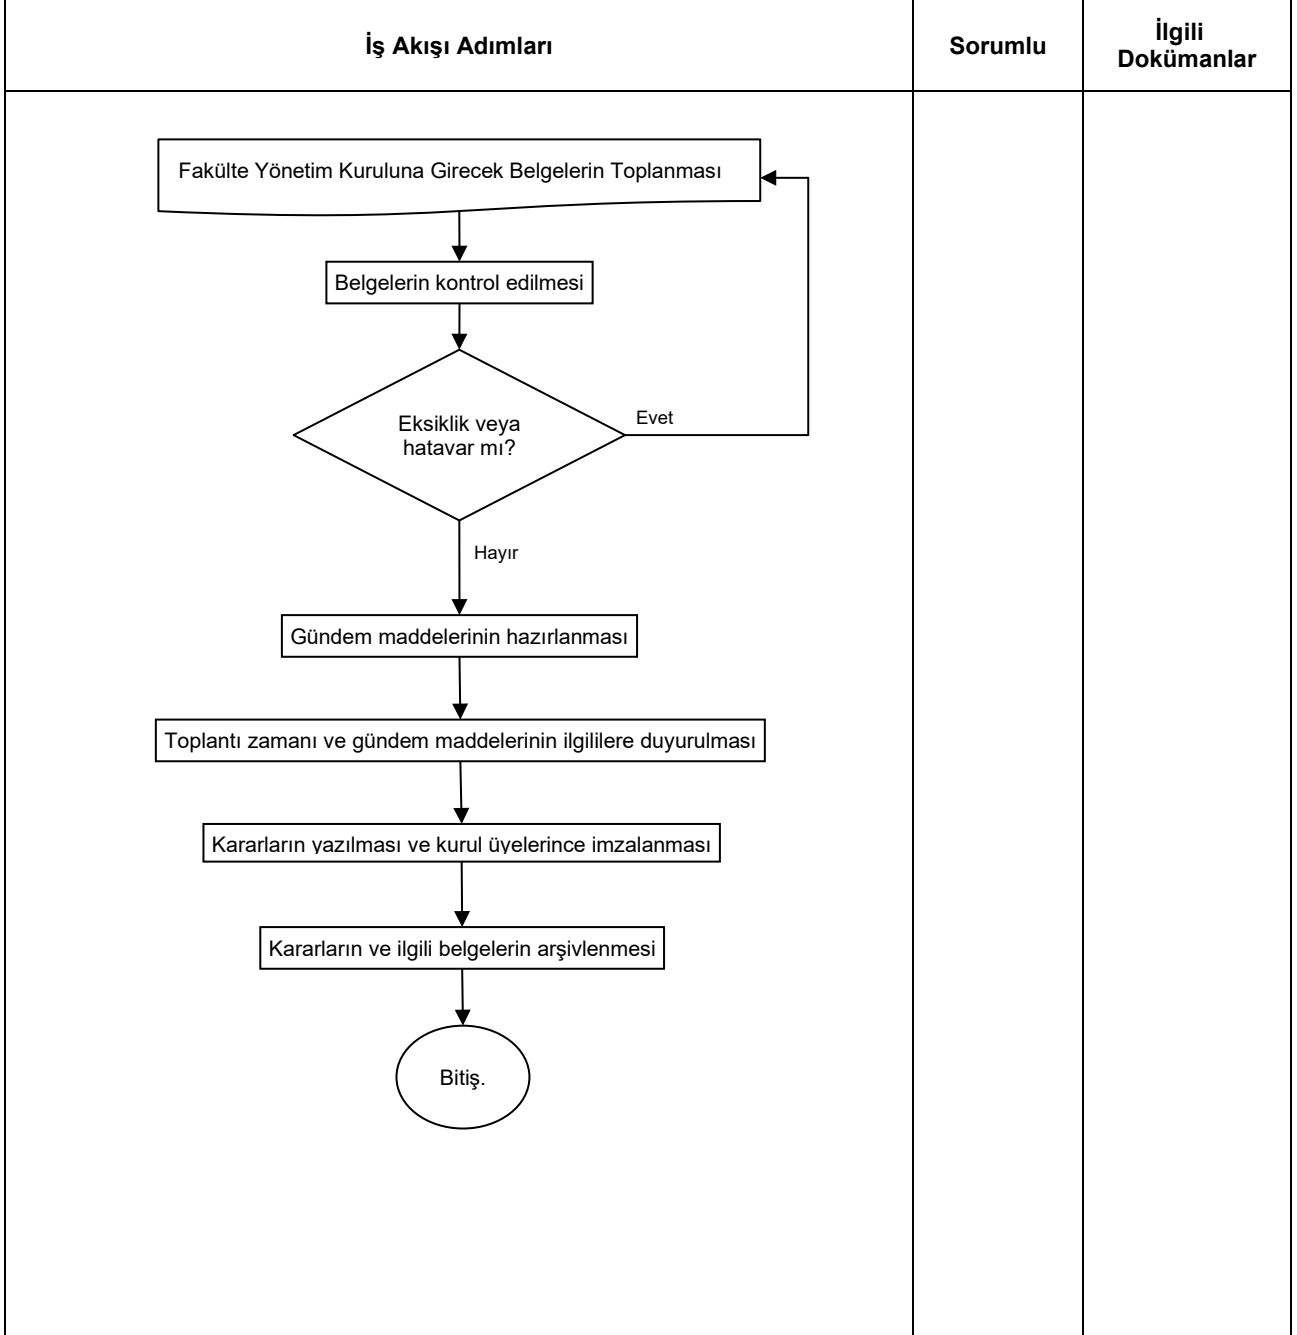 İş Akışı Adımları
Sorumlu
İlgili
Dokümanlar
Fakülte Yönetim Kuruluna Girecek Belgelerin Toplanması
Belgelerin kontrol edilmesi
Eksiklik veya
hatavar mı?
Evet
Hayır
Gündem maddelerinin hazırlanması
Toplantı zamanı ve gündem maddelerinin ilgililere duyurulması
Kararların yazılması ve kurul üyelerince imzalanması
Kararların ve ilgili belgelerin arşivlenmesi
Bitiş.